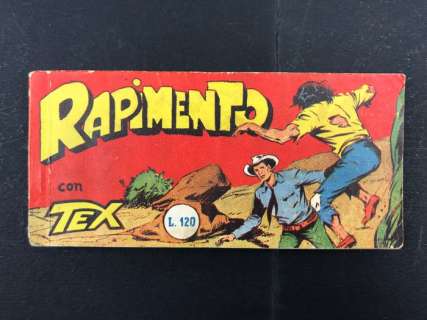 RAPIMENTO
con
TEX
L. 120